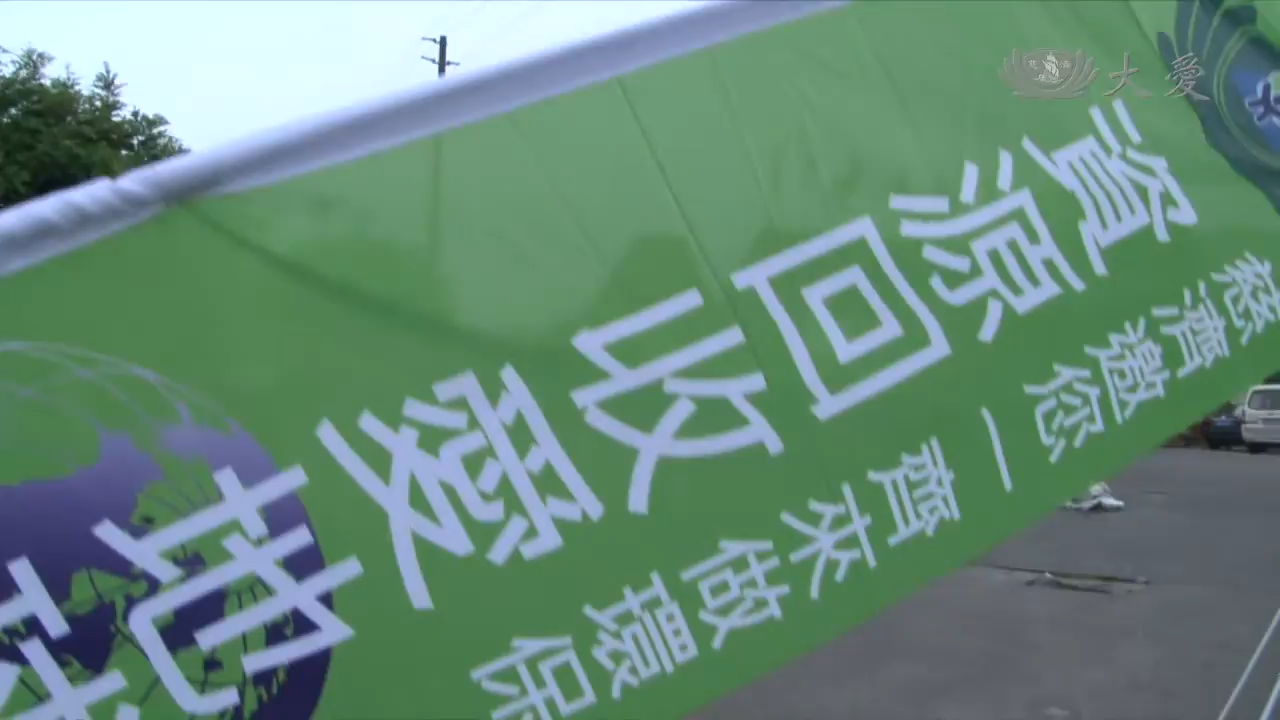 大愛
資源回收愛地球
慈濟邀您一齊來做環保